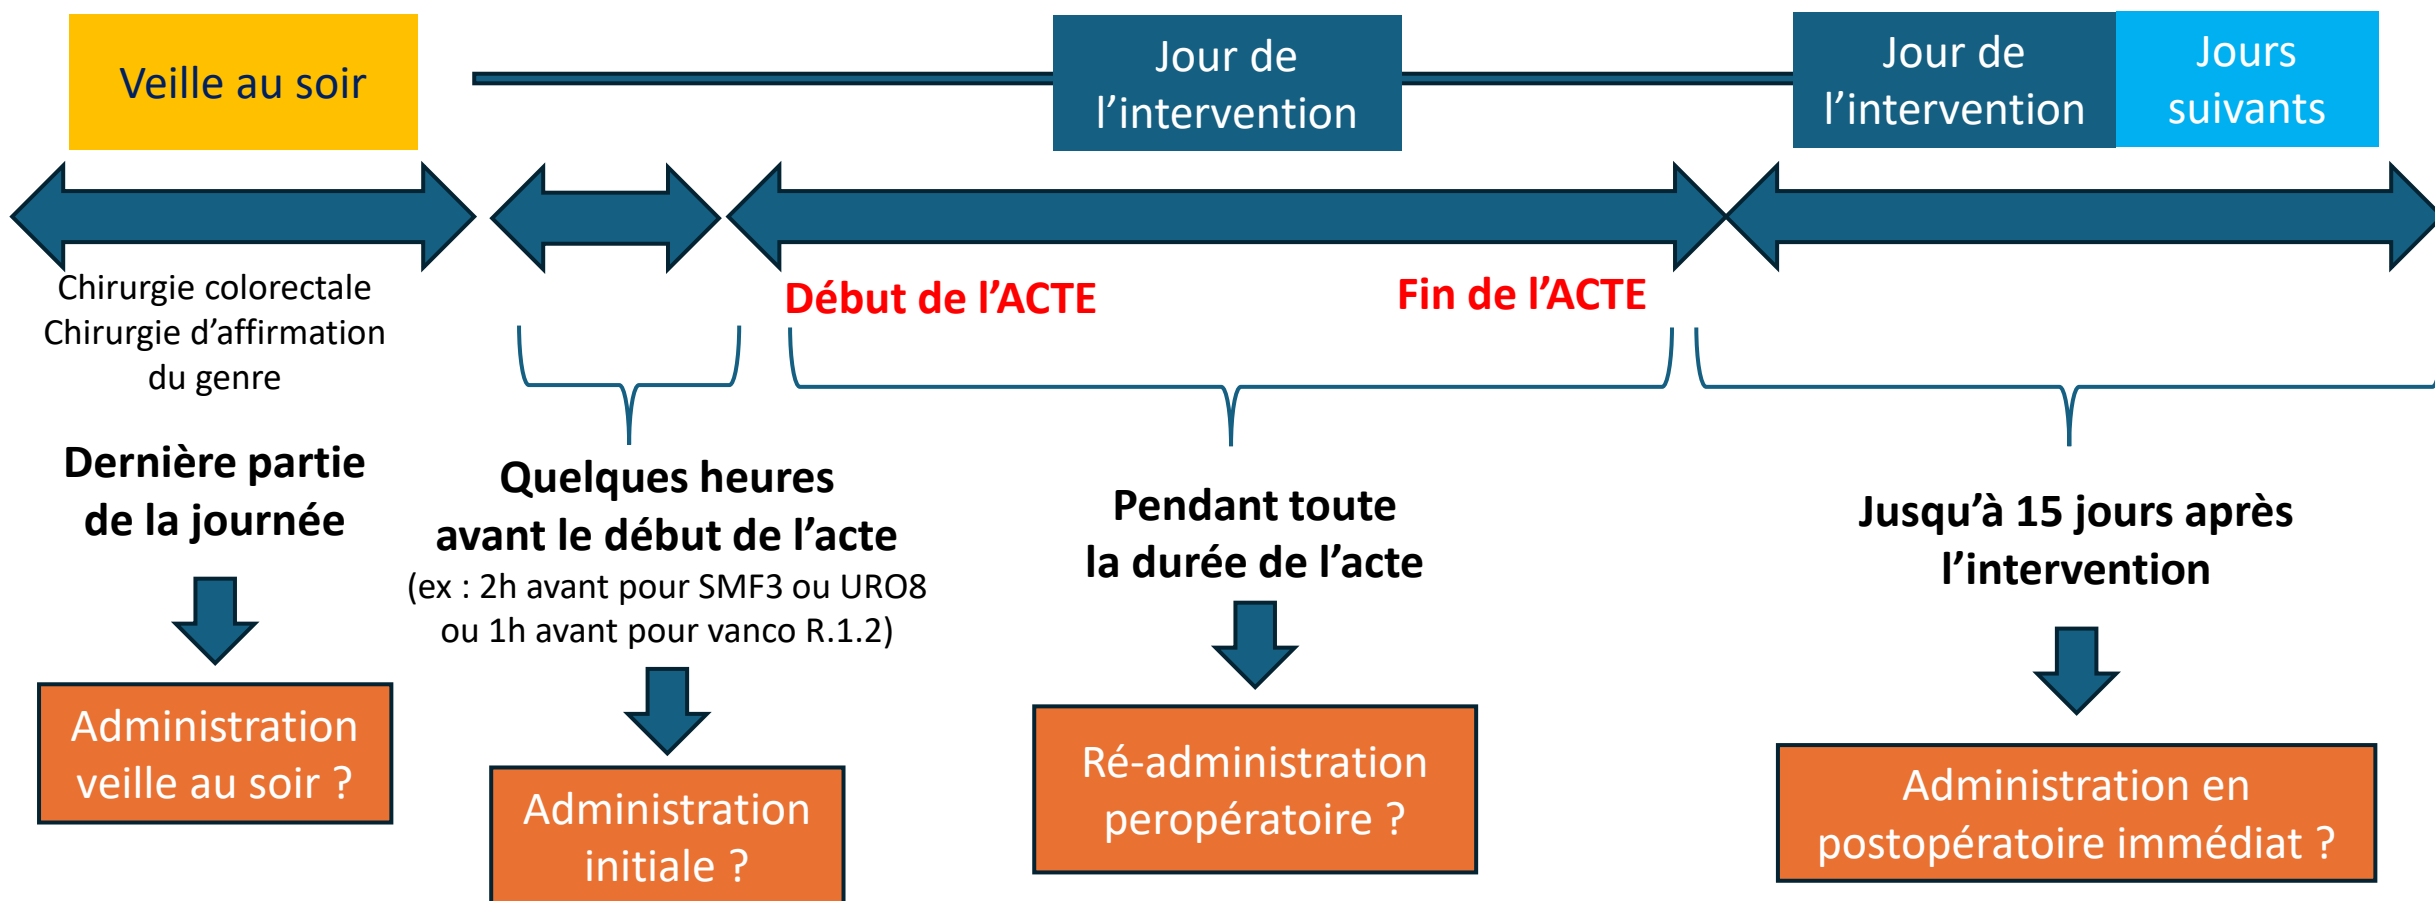 Veille au soir
Jour de
l’intervention
Jour de
l’intervention
Jours
suivants
Chirurgie colorectale
Chirurgie d’affirmation
du genre
Début de l’ACTE
Fin de l’ACTE
Dernière partie
de la journée
Quelques heures
avant le début de l’acte
(ex : 2h avant pour SMF3 ou URO8
ou 1h avant pour vanco R.1.2)
Pendant toute
la durée de l’acte
Jusqu’à 15 jours après
l’intervention
Administration
veille au soir ?
Administration
initiale ?
Ré-administration
peropératoire ?
Administration en
postopératoire immédiat ?